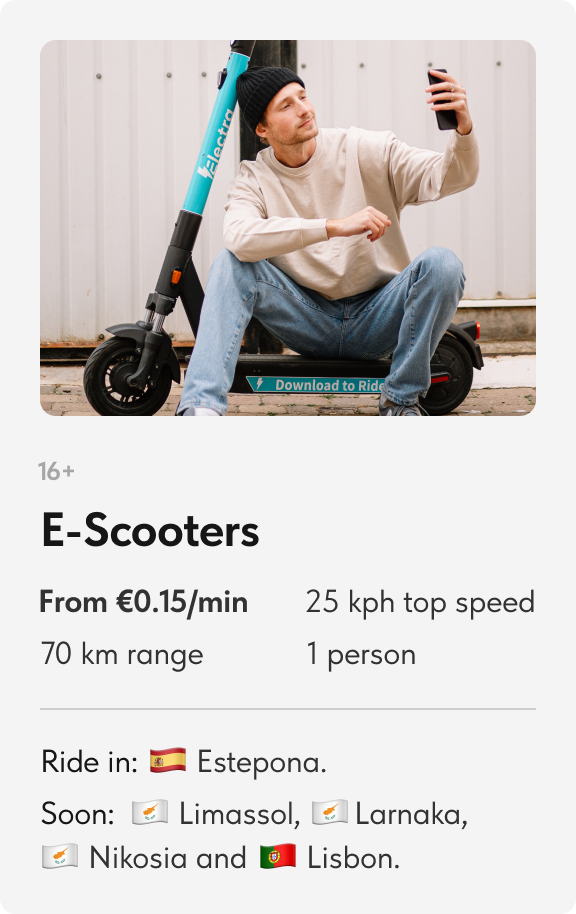 Electra
Download to Ride
16+
E-Scooters
From €0.15/min
25 kph top speed
70 km range
1 person
Ride in: 🇪🇸 Estepona.
Soon: 🇨🇾 Limassol, 🇨🇾 Larnaka,
🇨🇾 Nikosia and 🇵🇹 Lisbon.